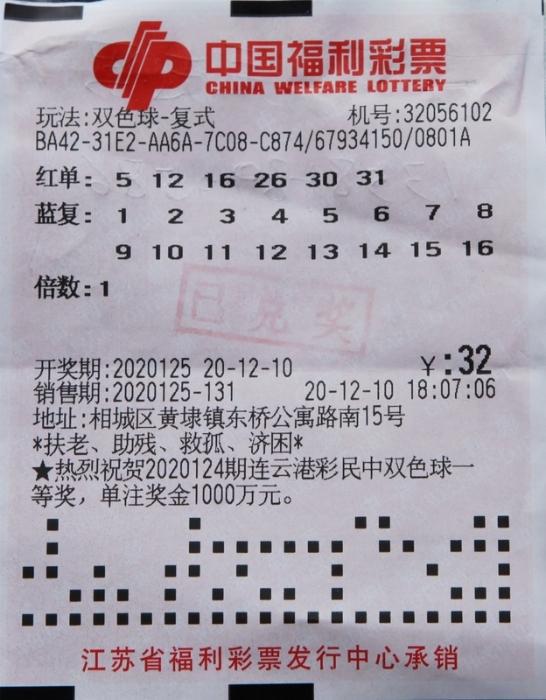 中国福利彩票
CHINA WELFARE LOTTERY
玩法:双色球-复式 机号:32056102
BA42-31E2-AA6A-7C08-C874/67934150/0801A
红单: 5 12 16 26 30 31
蓝复: 1 2 3 4 5 6 7 8
9 10 11 12 13 14 15 16
倍数:1
已兑奖
开奖期:2020125 20-12-10 ¥:32
销售期:2020125-131 20-12-10 18:07:06
地址:相城区黄埭镇东桥公寓路南15号
*扶老、助残、救孤、济困*
★热烈祝贺2020124期连云港彩民中双色球一
等奖，单注奖金1000万元。
江苏省福利彩票发行中心承销